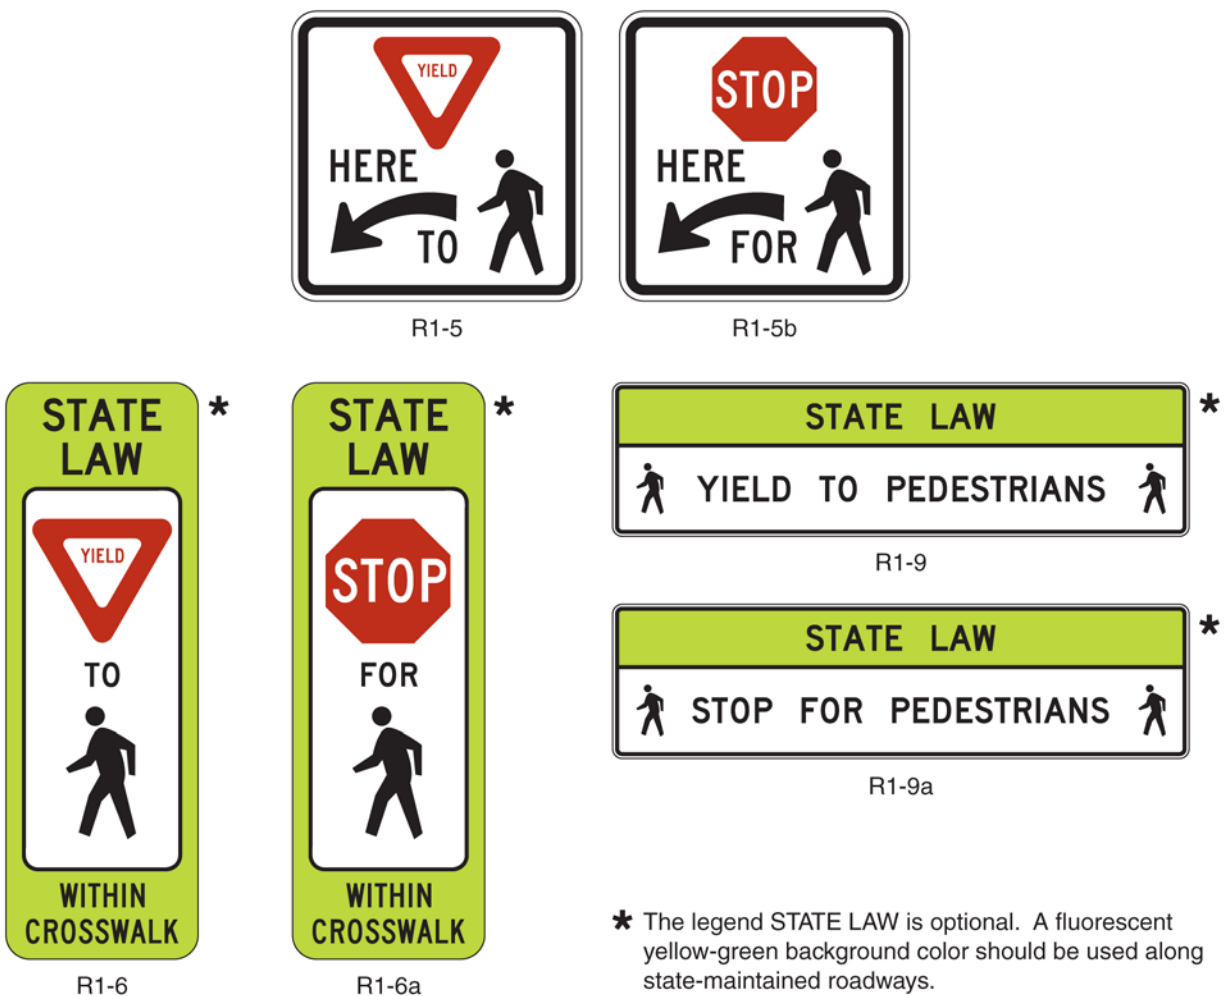 YIELD
HERE
TO
R1-5
STOP
HERE
FOR
R1-5b
STATE
LAW
*
YIELD
TO
WITHIN
CROSSWALK
R1-6
STATE
LAW
*
STOP
FOR
WITHIN
CROSSWALK
R1-6a
STATE LAW
*
YIELD TO PEDESTRIANS
R1-9
STATE LAW
*
STOP FOR PEDESTRIANS
R1-9a
* The legend STATE LAW is optional. A fluorescent
yellow-green background color should be used along
state-maintained roadways.